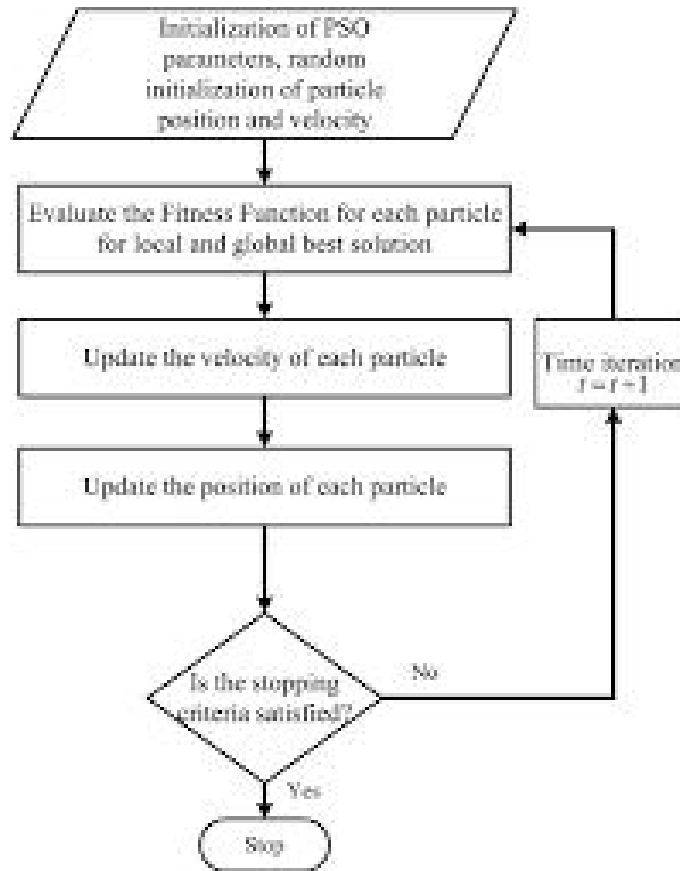 Initialization of PSO
parameters, random
initialization of particle
position and velocity
Evaluate the Fitness Function for each particle
for local and global best solution
Update the velocity of each particle
Time iteration
t = t + 1
Update the position of each particle
No
Is the stopping
criteria satisfied?
Yes
Stop